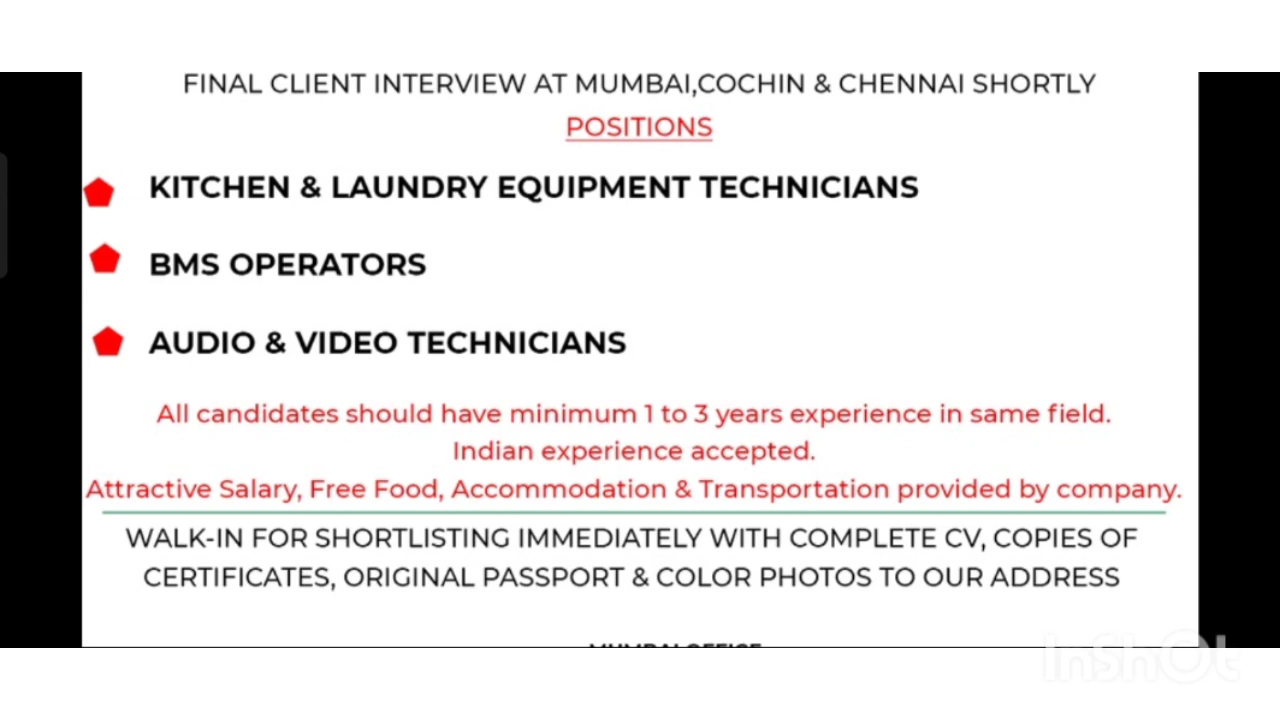 FINAL CLIENT INTERVIEW AT MUMBAI,COCHIN & CHENNAI SHORTLY
POSITIONS
KITCHEN & LAUNDRY EQUIPMENT TECHNICIANS
BMS OPERATORS
AUDIO & VIDEO TECHNICIANS
All candidates should have minimum 1 to 3 years experience in same field.
Indian experience accepted.
Attractive Salary, Free Food, Accommodation & Transportation provided by company.
WALK-IN FOR SHORTLISTING IMMEDIATELY WITH COMPLETE CV, COPIES OF
CERTIFICATES, ORIGINAL PASSPORT & COLOR PHOTOS TO OUR ADDRESS
MUMBAI OFFICE
InShOt